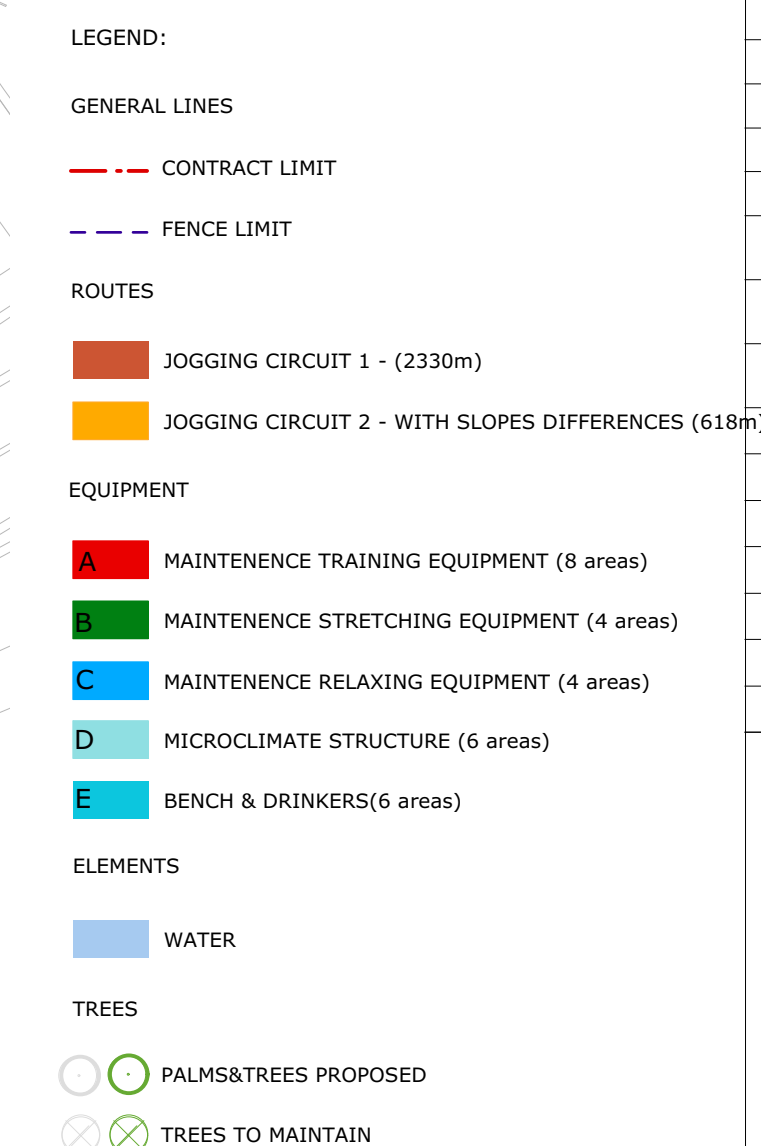 LEGEND:
GENERAL LINES
CONTRACT LIMIT
FENCE LIMIT
ROUTES
JOGGING CIRCUIT 1 - (2330m)
JOGGING CIRCUIT 2 - WITH SLOPES DIFFERENCES (618m)
EQUIPMENT
A MAINTENENCE TRAINING EQUIPMENT (8 areas)
B MAINTENENCE STRETCHING EQUIPMENT (4 areas)
C MAINTENENCE RELAXING EQUIPMENT (4 areas)
D MICROCLIMATE STRUCTURE (6 areas)
E BENCH & DRINKERS(6 areas)
ELEMENTS
WATER
TREES
PALMS&TREES PROPOSED
TREES TO MAINTAIN